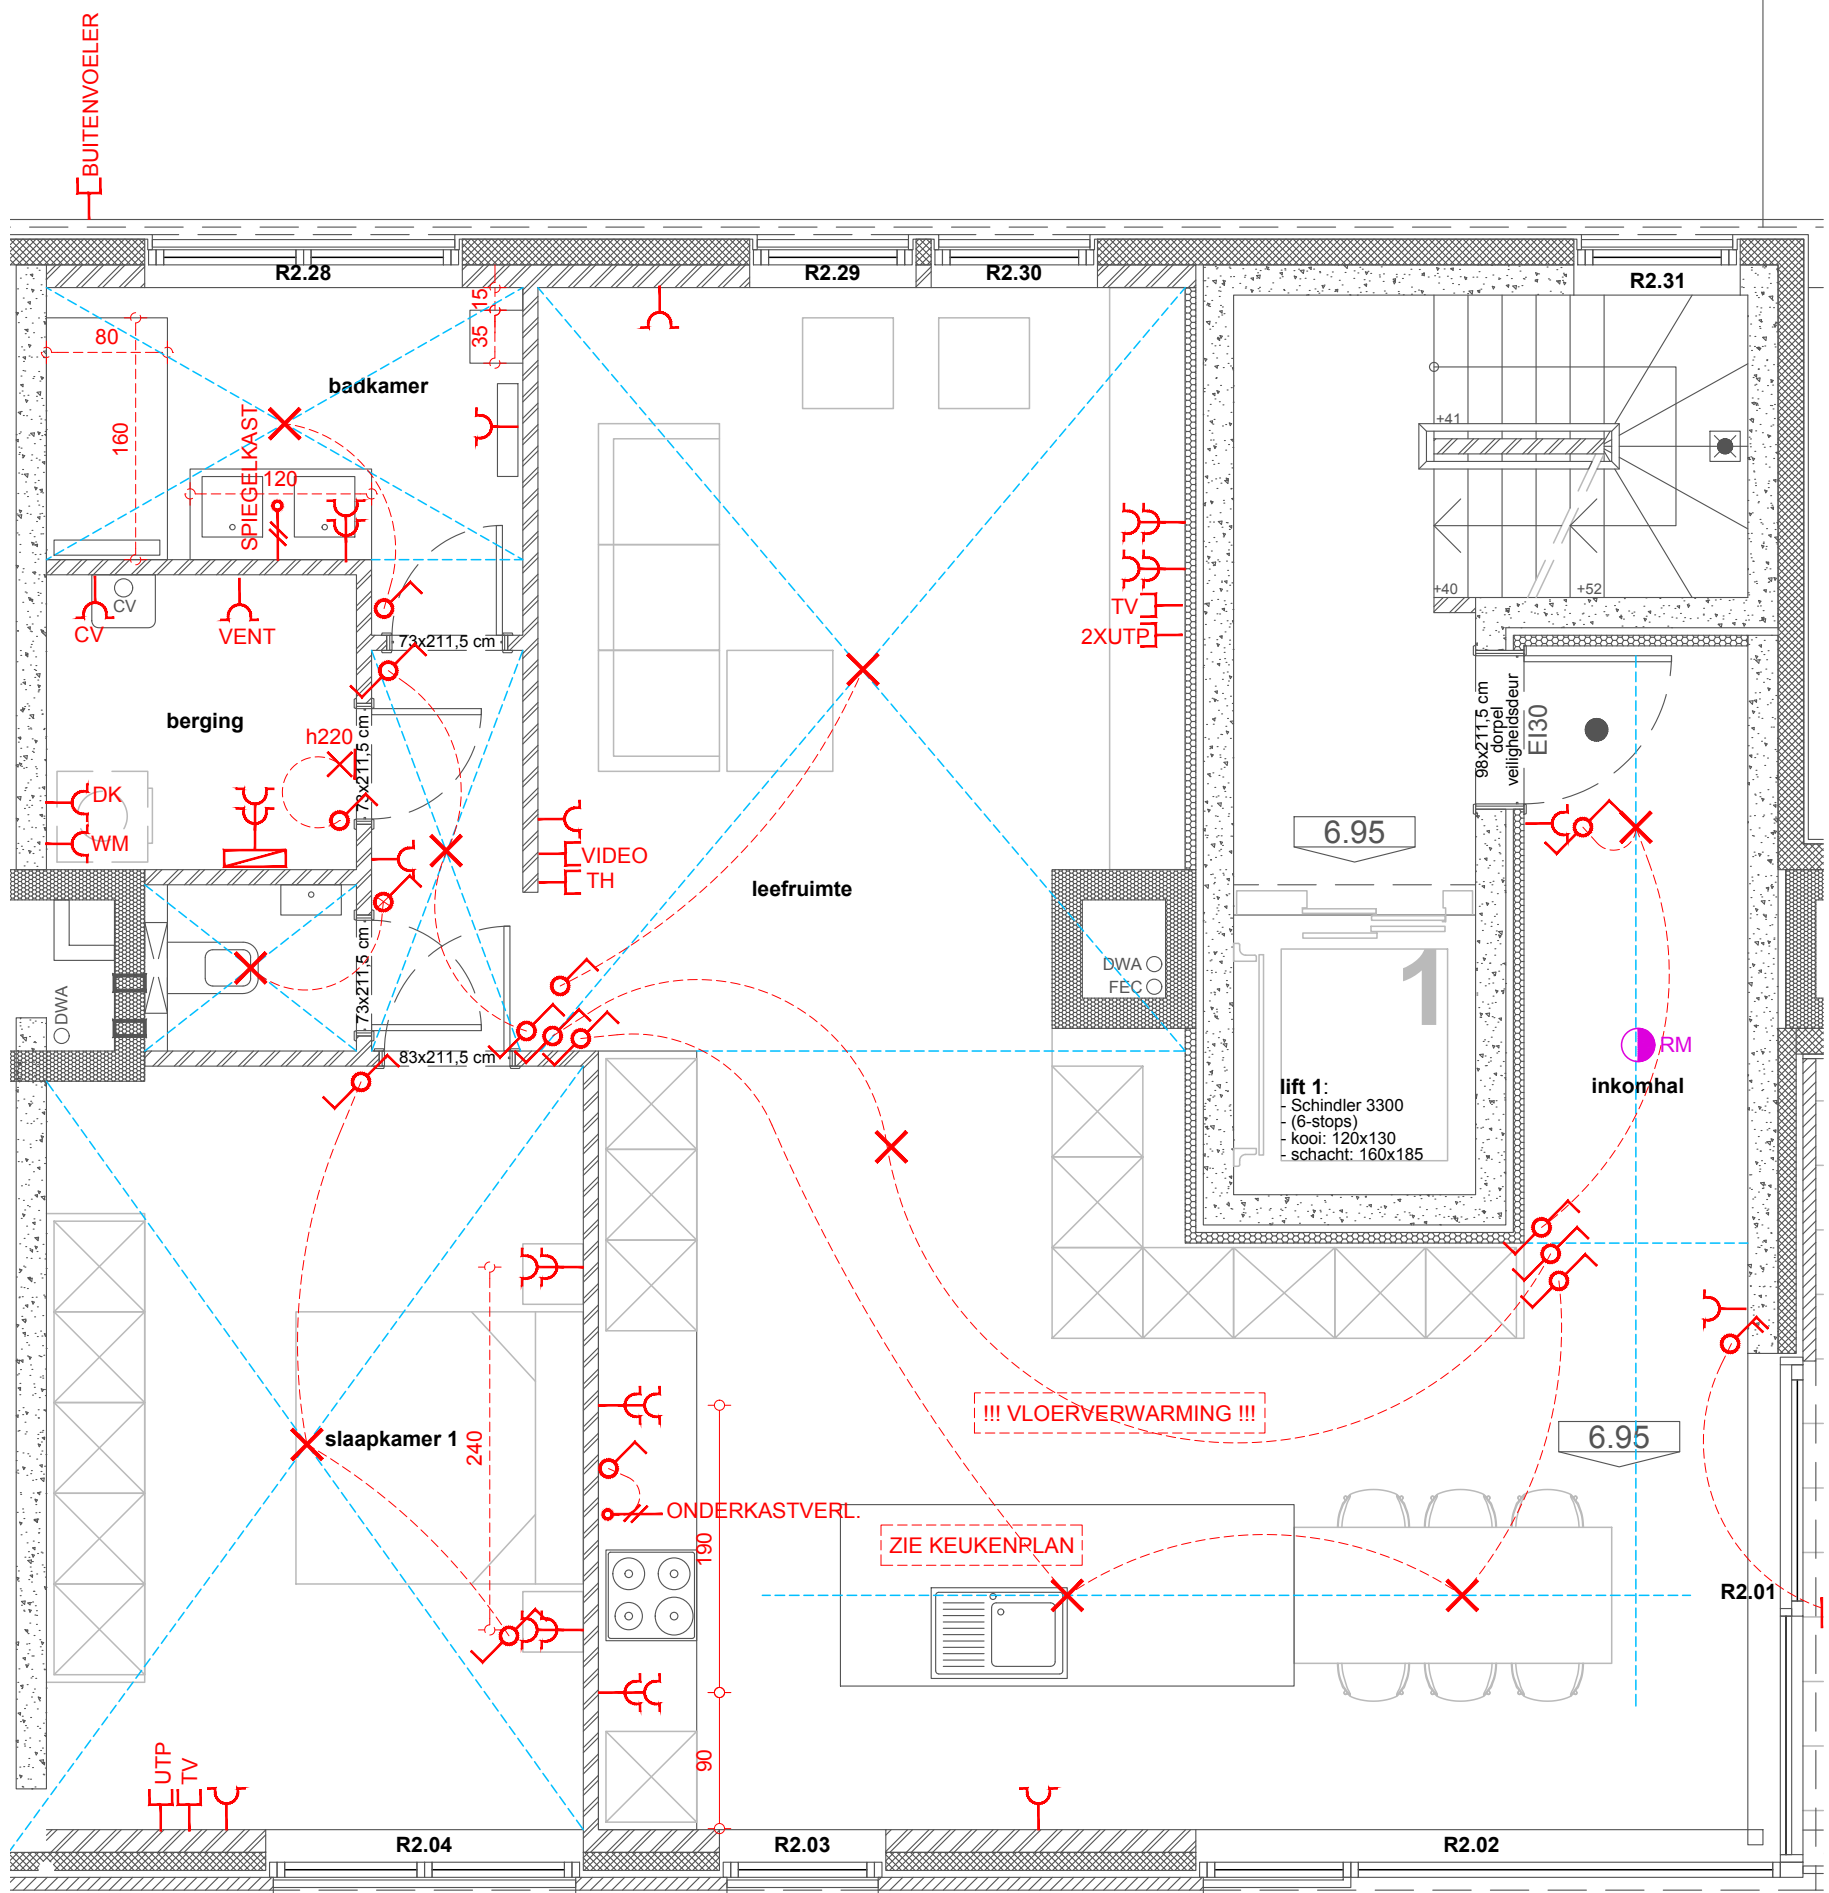 BUITENVOELER
R2.28
R2.29
R2.30
R2.31
15
35
80
160
badkamer
SPIEGELKAST
120
+41
+40
+52
CV
CV
VENT
TV
2XUTP
73x211,5 cm
berging
h220
73x211,5 cm
98x211,5 cm
dorpel
veiligheidsdeur
EI30
DK
WM
6.95
VIDEO
TH
leefruimte
73x211,5 cm
DWA
DWA
FEC
1
RM
inkomhal
83x211,5 cm
lift 1:
- Schindler 3300
- (6-stops)
- kooi: 120x130
- schacht: 160x185
!!! VLOERVERWARMING !!!
6.95
slaapkamer 1
240
ONDERKASTVERL.
190
ZIE KEUKENPLAN
R2.01
90
UTP
TV
R2.04
R2.03
R2.02